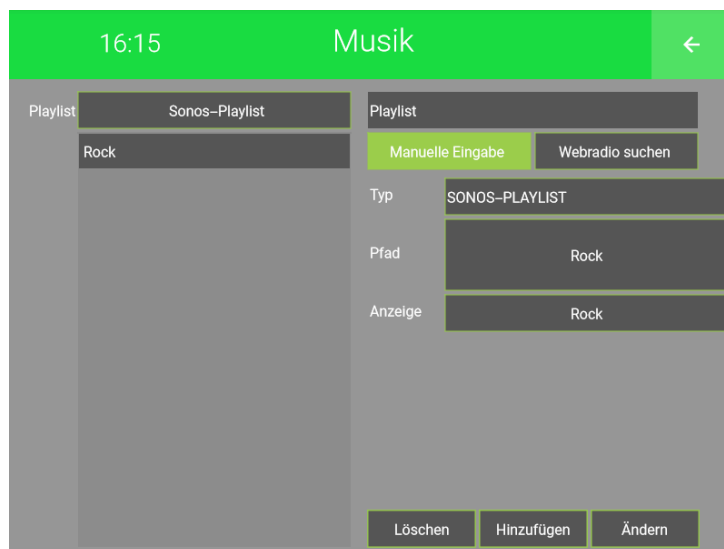 16:15 Musik
Playlist Sonos–Playlist
Rock
Playlist
Manuelle Eingabe Webradio suchen
Typ SONOS–PLAYLIST
Pfad Rock
Anzeige Rock
Löschen Hinzufügen Ändern